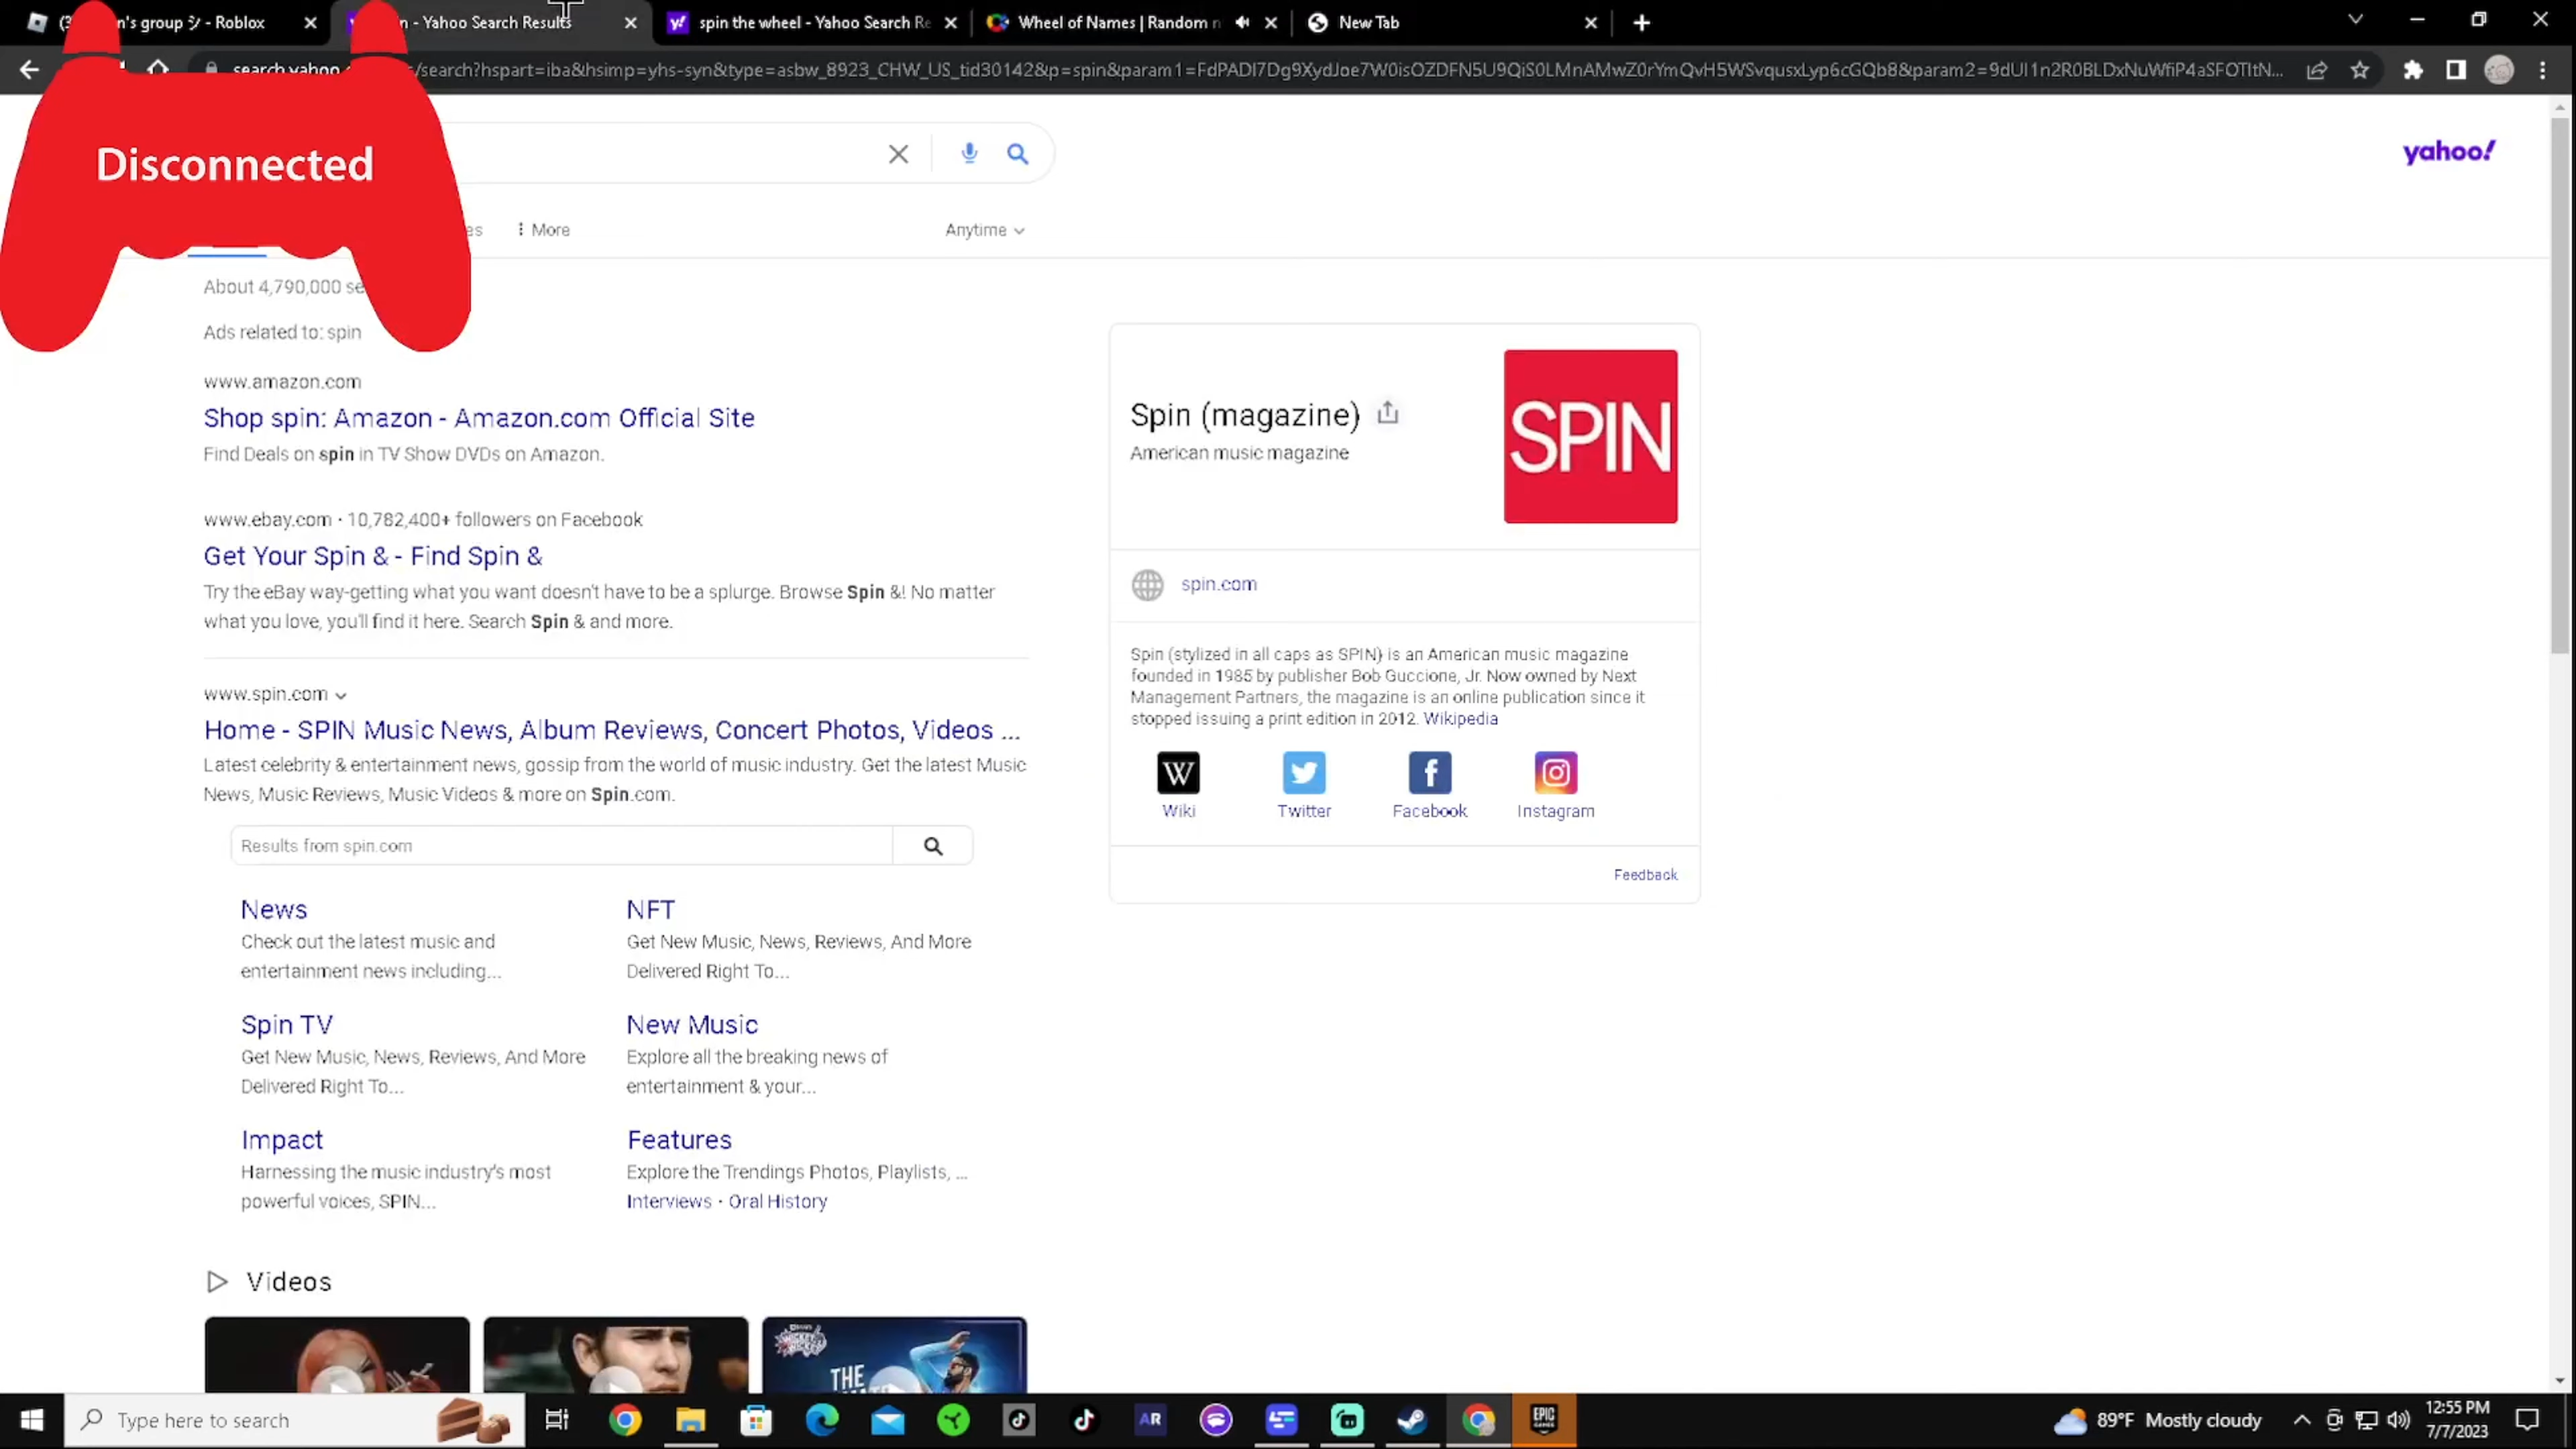 n's group シ - Roblox
n - Yahoo Search Results
spin the wheel - Yahoo Search Re
Wheel of Names | Random n
New Tab
/search?hspart=iba&hsimp=yhs-syn&type=asbw_8923_CHW_US_tid30142&p=spin&param1=FdPADI7Dg9XydJoe7W0isOZDFN5U9QiS0LMnAMwZ0rYmQvH5WSvqusxLyp6cGQb8&param2=9dUI1n2R0BLDxNuWfiP4aSFOTItN...
Disconnected
yahoo!
More
Anytime
About 4,790,000 se
Ads related to: spin
www.amazon.com
Shop spin: Amazon - Amazon.com Official Site
Find Deals on spin in TV Show DVDs on Amazon.
www.ebay.com · 10,782,400+ followers on Facebook
Get Your Spin & - Find Spin &
Try the eBay way-getting what you want doesn't have to be a splurge. Browse Spin &! No matter
what you love, you'll find it here. Search Spin & and more.
www.spin.com
Home - SPIN Music News, Album Reviews, Concert Photos, Videos ...
Latest celebrity & entertainment news, gossip from the world of music industry. Get the latest Music
News, Music Reviews, Music Videos & more on Spin.com.
Results from spin.com
News
Check out the latest music and
entertainment news including...
NFT
Get New Music, News, Reviews, And More
Delivered Right To...
Spin TV
Get New Music, News, Reviews, And More
Delivered Right To...
New Music
Explore all the breaking news of
entertainment & your...
Impact
Harnessing the music industry's most
powerful voices, SPIN...
Features
Explore the Trendings Photos, Playlists, ...
Interviews · Oral History
Videos
THE
Spin (magazine)
American music magazine
SPIN
spin.com
Spin (stylized in all caps as SPIN) is an American music magazine
founded in 1985 by publisher Bob Guccione, Jr. Now owned by Next
Management Partners, the magazine is an online publication since it
stopped issuing a print edition in 2012. Wikipedia
W
Wiki
Twitter
Facebook
Instagram
Feedback
Type here to search
AR
EPIC
GAMES
89°F Mostly cloudy
12:55 PM
7/7/2023